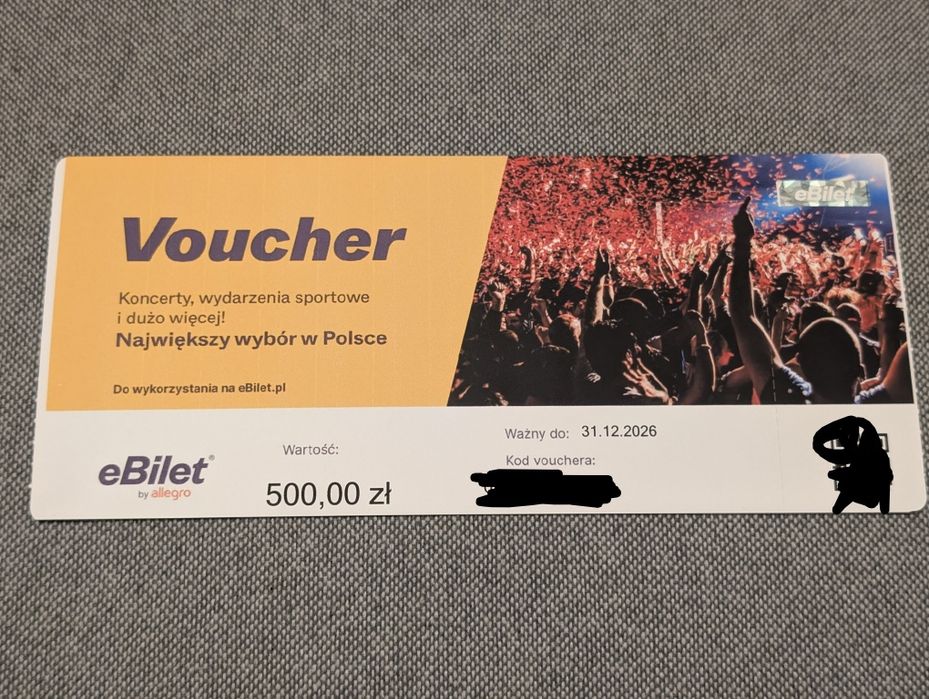 eBilet
Voucher
Koncerty, wydarzenia sportowe
i dużo więcej!
Największy wybór w Polsce
Do wykorzystania na eBilet.pl
eBilet®
by allegro
Wartość:
500,00 zł
Ważny do: 31.12.2026
Kod vouchera: